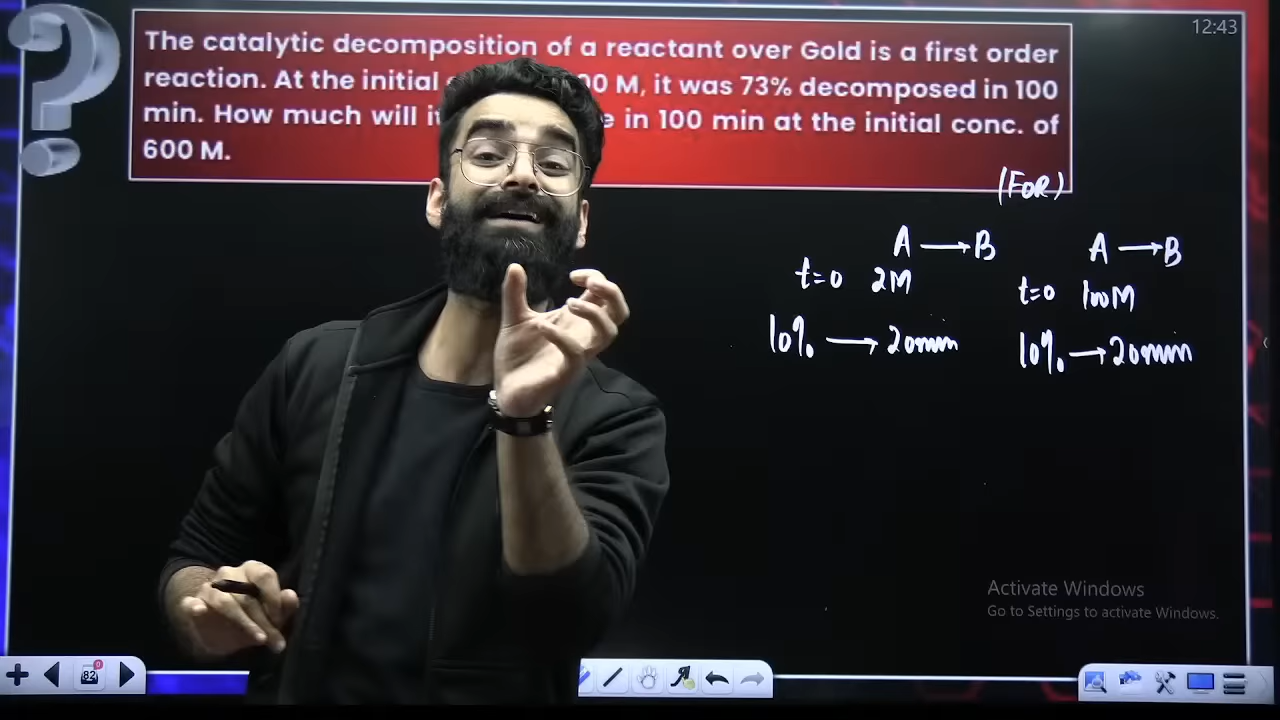 12:43
The catalytic decomposition of a reactant over Gold is a first order
reaction. At the initial 00 M, it was 73% decomposed in 100
min. How much will in 100 min at the initial conc. of
600 M.
(FOR)
A → B A → B
t=0 2M t=0 100M
10% → 20min 10% → 20min
Activate Windows
Go to Settings to activate Windows.
82